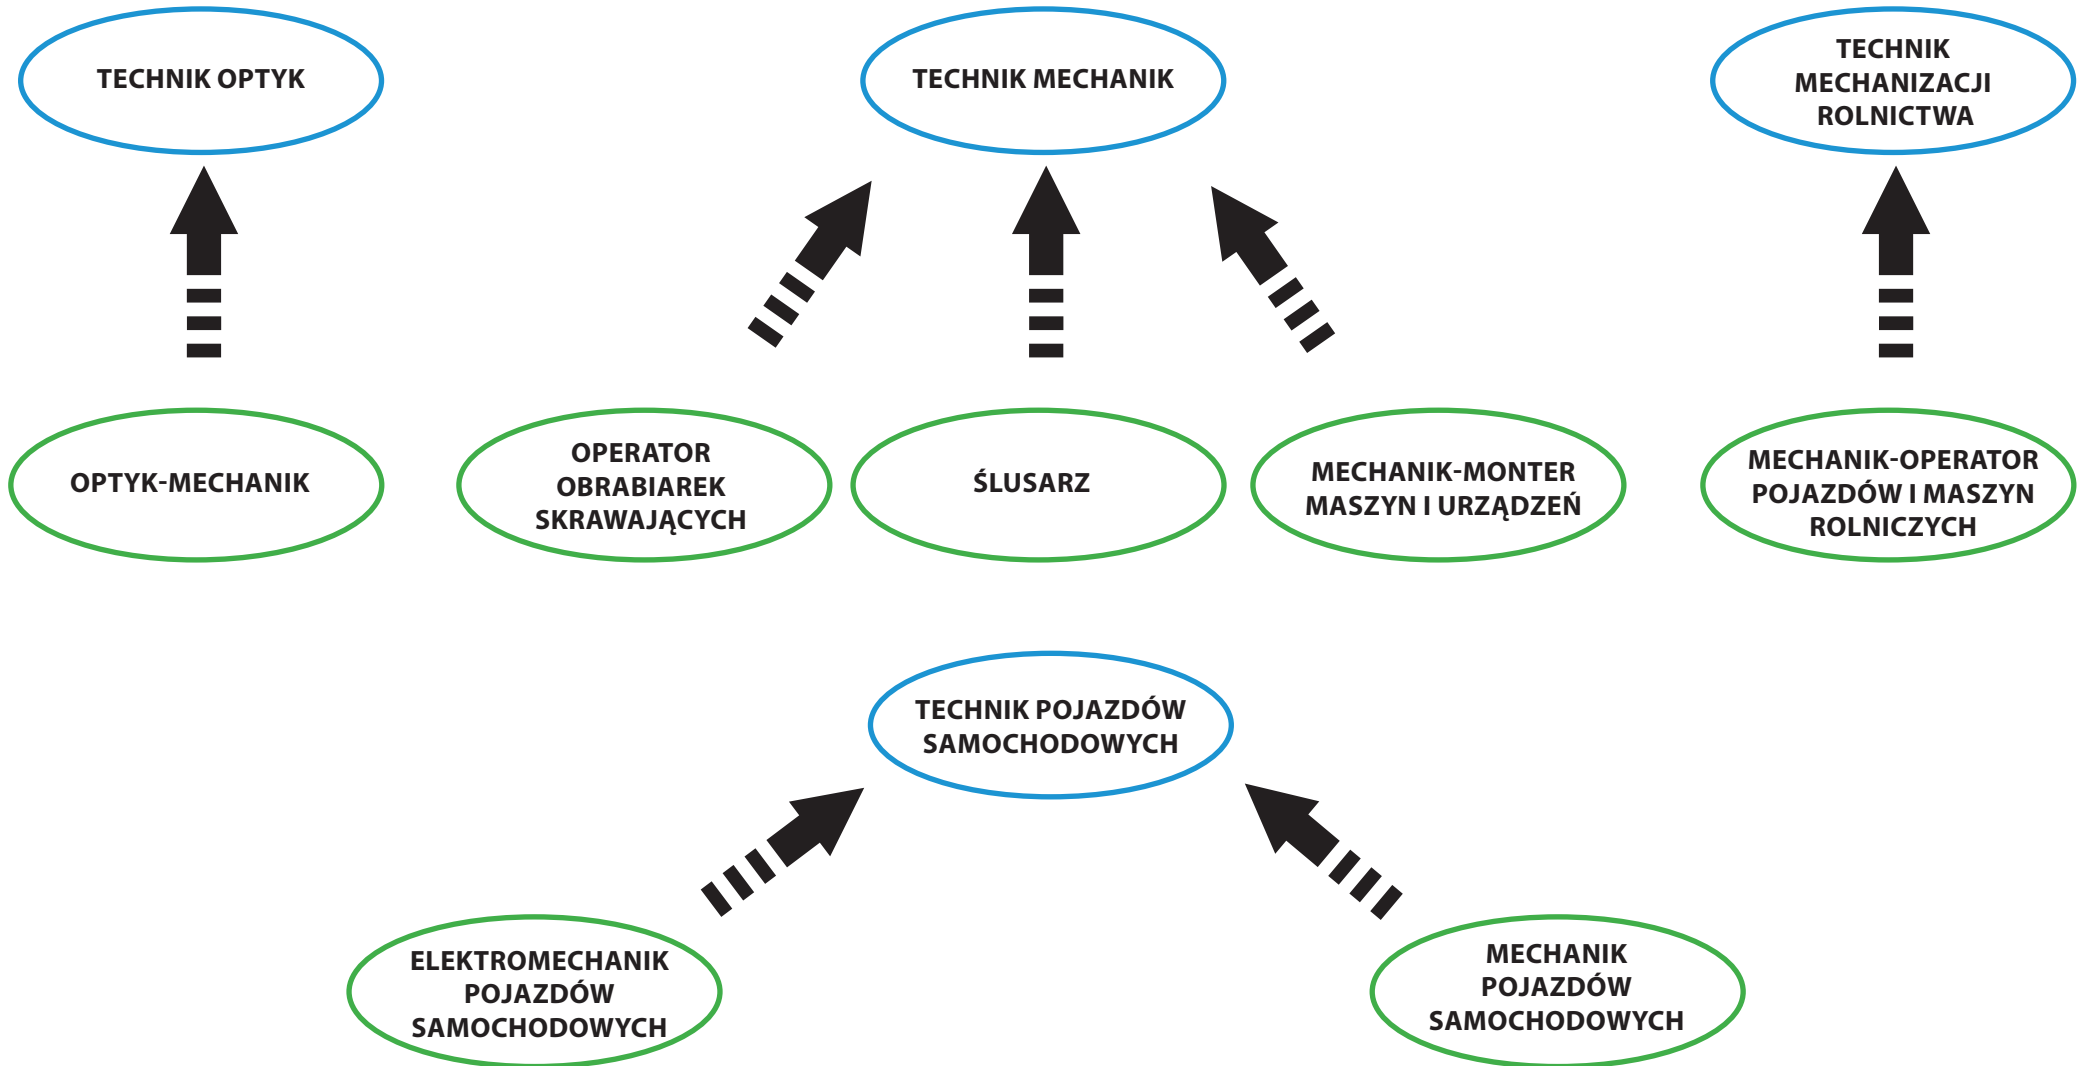 TECHNIK OPTYK
TECHNIK MECHANIK
TECHNIK
MECHANIZACJI
ROLNICTWA
OPTYK-MECHANIK
OPERATOR
OBRABIAREK
SKRAWAJĄCYCH
ŚLUSARZ
MECHANIK-MONTER
MASZYN I URZĄDZEŃ
MECHANIK-OPERATOR
POJAZDÓW I MASZYN
ROLNICZYCH
TECHNIK POJAZDÓW
SAMOCHODOWYCH
ELEKTROMECHANIK
POJAZDÓW
SAMOCHODOWYCH
MECHANIK
POJAZDÓW
SAMOCHODOWYCH